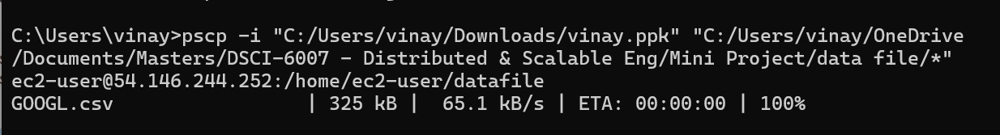 C:\Users\vinay>pscp -i "C:/Users/vinay/Downloads/vinay.ppk" "C:/Users/vinay/OneDrive
/Documents/Masters/DSCI-6007 - Distributed & Scalable Eng/Mini Project/data file/*"
ec2-user@54.146.244.252:/home/ec2-user/datafile
GOOGL.csv                 | 325 kB |  65.1 kB/s | ETA: 00:00:00 | 100%